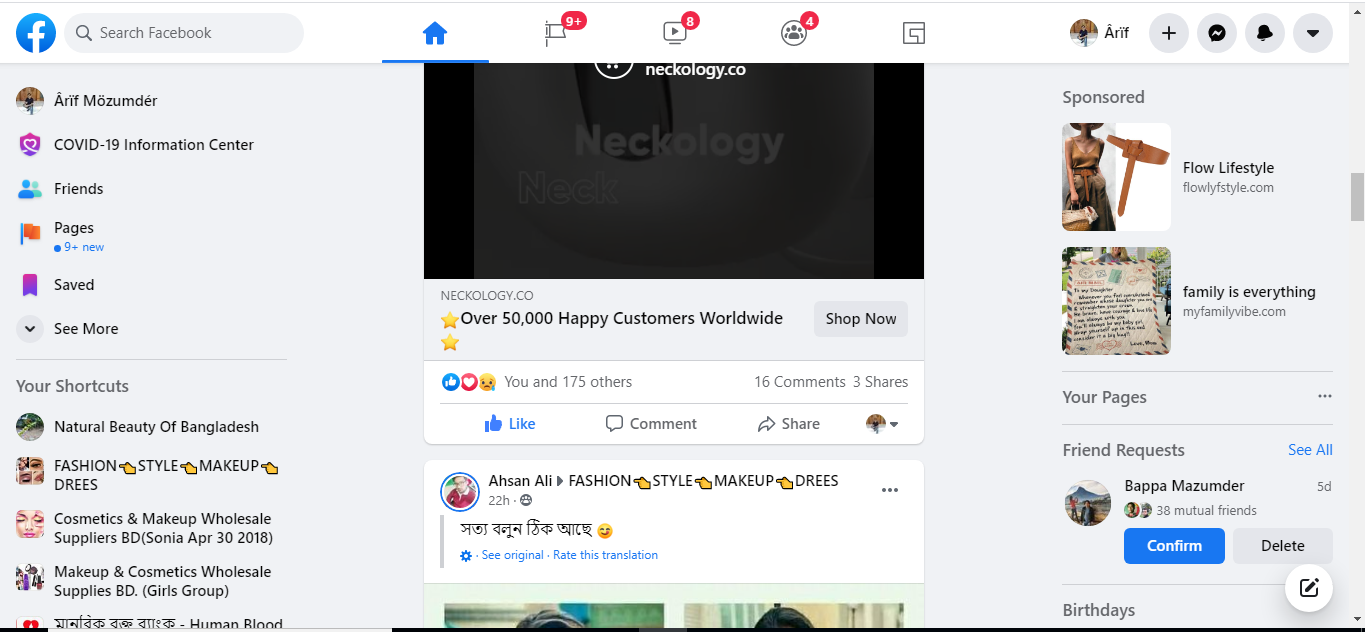 Search Facebook
9+
8
4
Ârïf
Ârïf Mözumdér
COVID-19 Information Center
Friends
Pages
9+ new
Saved
See More
Your Shortcuts
Natural Beauty Of Bangladesh
FASHION👈STYLE👈MAKEUP👈
DREES
Cosmetics & Makeup Wholesale
Suppliers BD(Sonia Apr 30 2018)
Makeup & Cosmetics Wholesale
Supplies BD. (Girls Group)
মানবিক রক্ত ব্যাংক - Human Blood
neckology.co
Neckology
Neck
NECKOLOGY.CO
⭐Over 50,000 Happy Customers Worldwide
⭐
Shop Now
You and 175 others
16 Comments 3 Shares
Like
Comment
Share
Ahsan Ali ▸ FASHION👈STYLE👈MAKEUP👈DREES
22h ·
সত্য বলুন ঠিক আছে 😊
· See original · Rate this translation
Sponsored
Flow Lifestyle
flowlyfstyle.com
To my Daughter
family is everything
myfamilyvibe.com
Your Pages
Friend Requests
See All
Bappa Mazumder
5d
38 mutual friends
Confirm
Delete
Birthdays